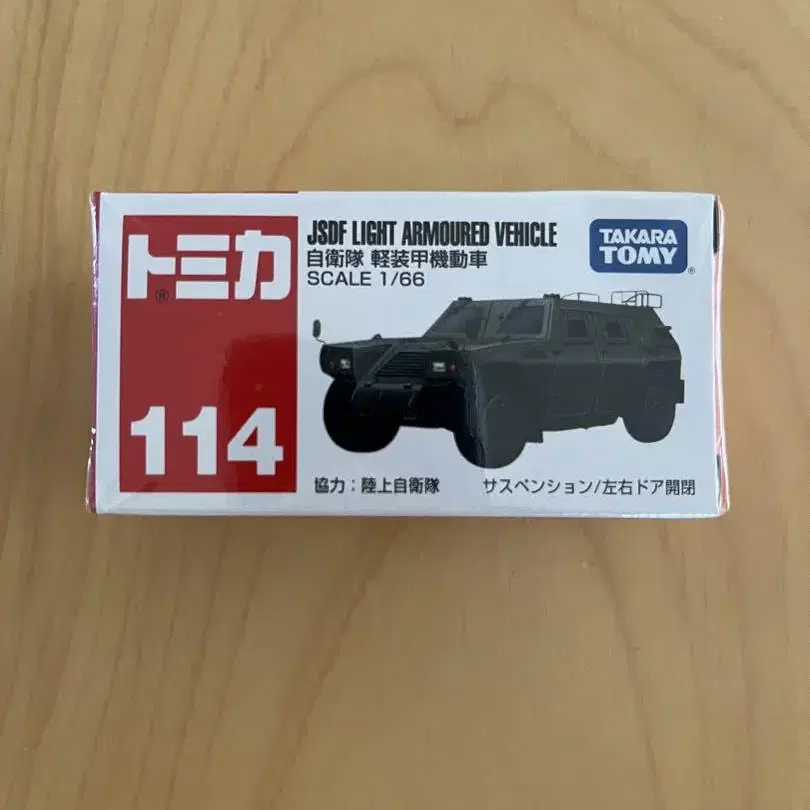 トミカ®
114
JSDF LIGHT ARMOURED VEHICLE
自衛隊 軽装甲機動車
SCALE 1/66
TAKARA
TOMY®
協力：陸上自衛隊
サスペンション/左右ドア開閉